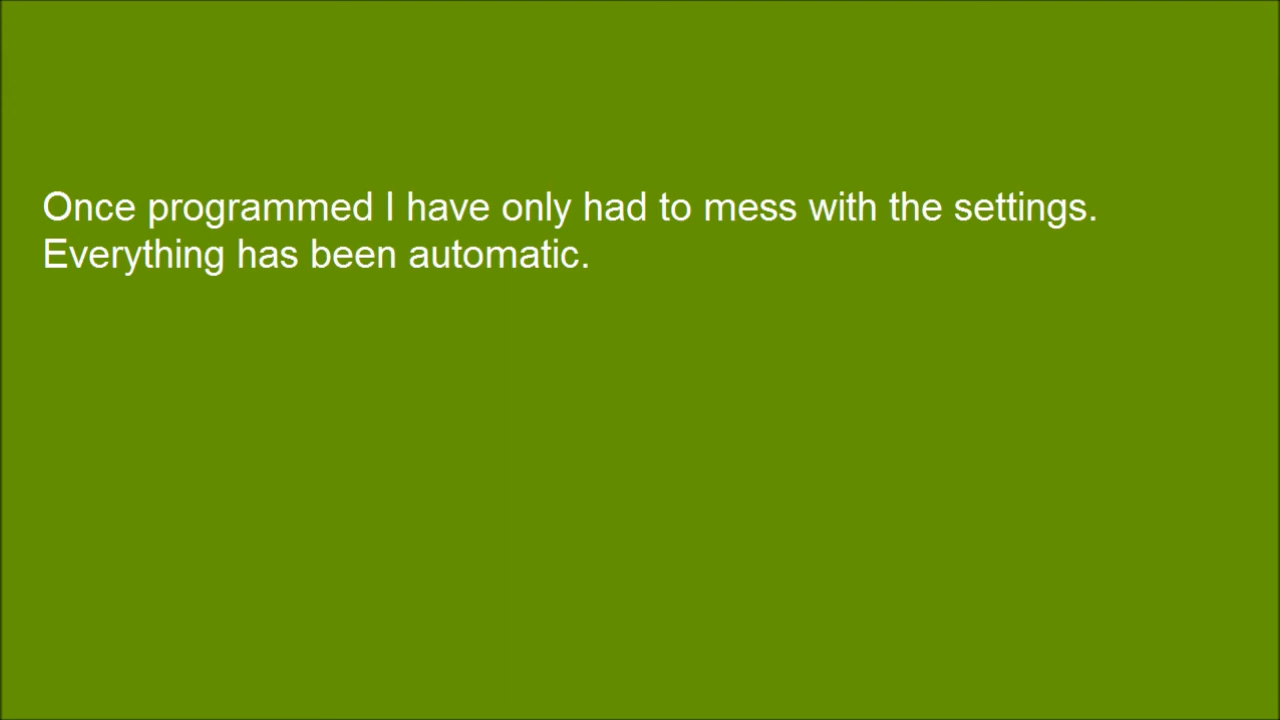 Once programmed I have only had to mess with the settings.
Everything has been automatic.